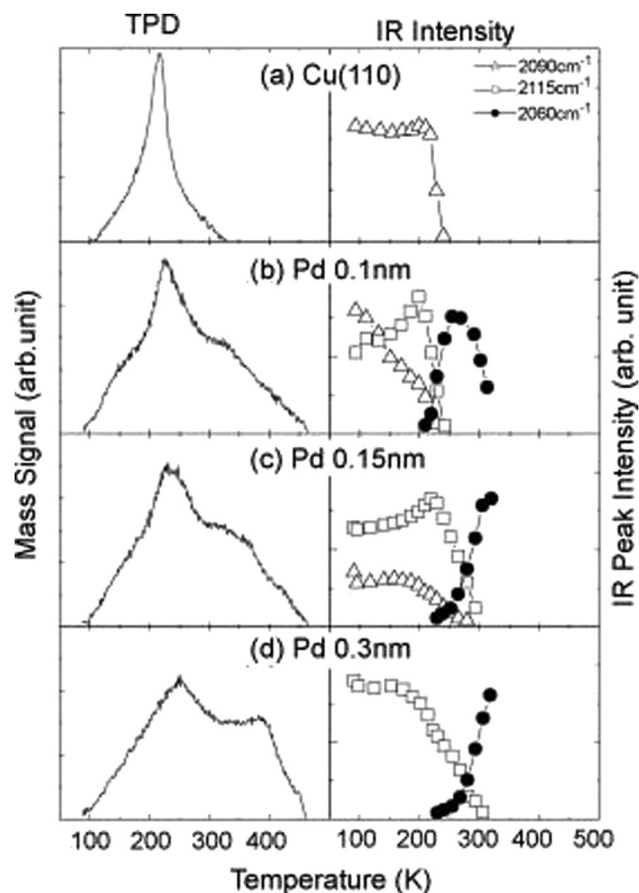 TPD IR Intensity
(a) Cu(110)
2090cm-1
2115cm-1
2060cm-1
(b) Pd 0.1nm
(c) Pd 0.15nm
(d) Pd 0.3nm
Mass Signal (arb.unit)
IR Peak Intensity (arb. unit)
100 200 300 400 100 200 300 400 500
Temperature (K)